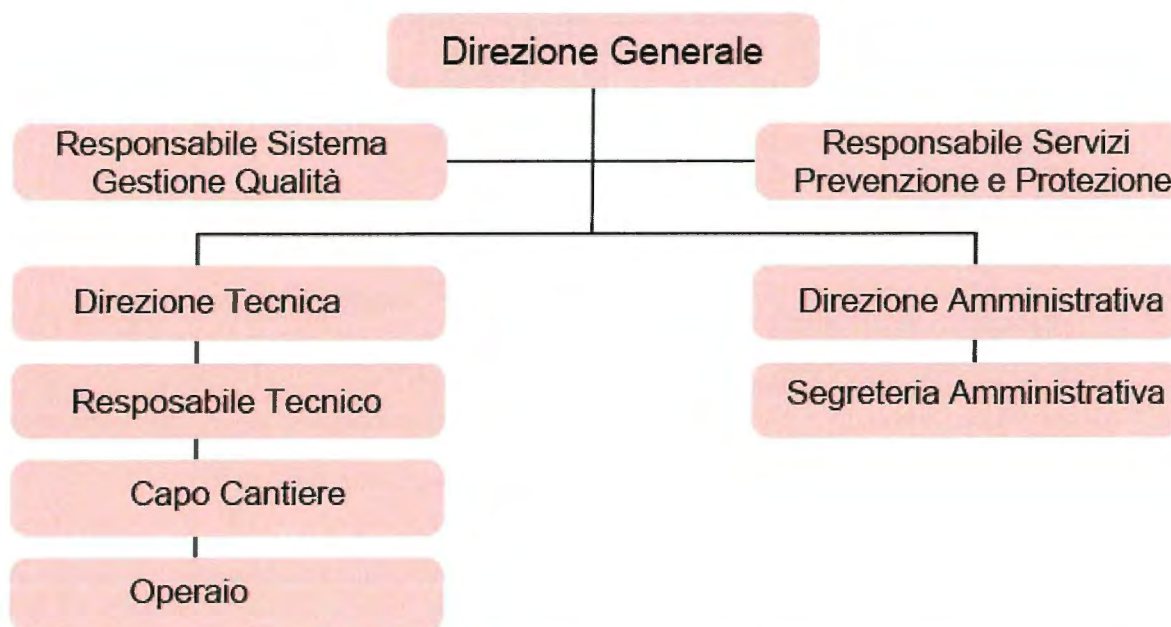 Direzione Generale
Responsabile Sistema
Gestione Qualità
Responsabile Servizi
Prevenzione e Protezione
Direzione Tecnica
Direzione Amministrativa
Resposabile Tecnico
Segreteria Amministrativa
Capo Cantiere
Operaio